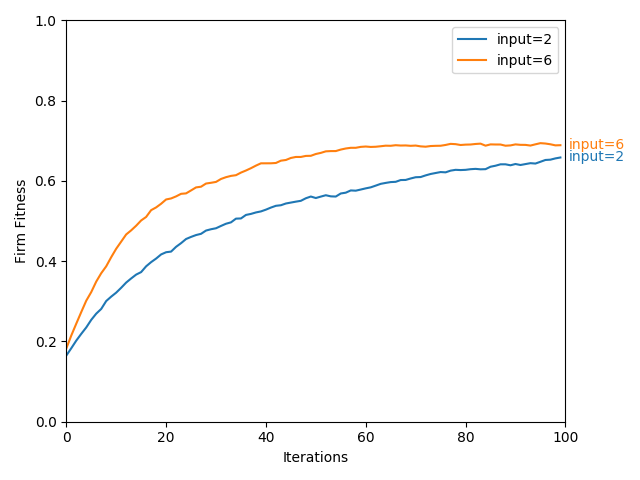 1.0
0.8
0.6
0.4
0.2
0.0
Firm Fitness
0 20 40 60 80 100
Iterations
input=2
input=6
input=6
input=2